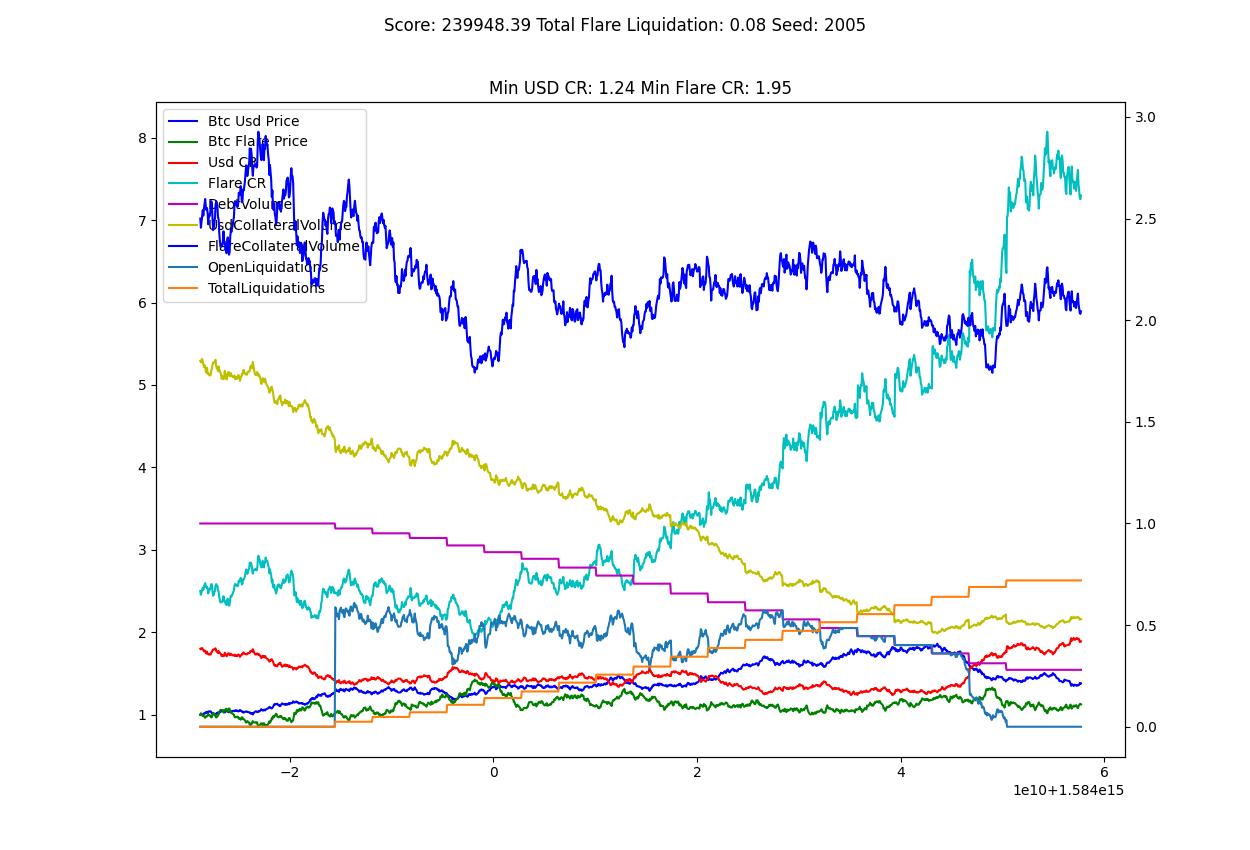 Score: 239948.39 Total Flare Liquidation: 0.08 Seed: 2005
Min USD CR: 1.24 Min Flare CR: 1.95
Btc Usd Price
Btc Flare Price
Usd CR
Flare CR
DebtVolume
UsdCollateralVolume
FlareCollateralVolume
OpenLiquidations
TotalLiquidations
8
7
6
5
4
3
2
1
3.0
2.5
2.0
1.5
1.0
0.5
0.0
−2
0
2
4
6
1e10+1.584e15